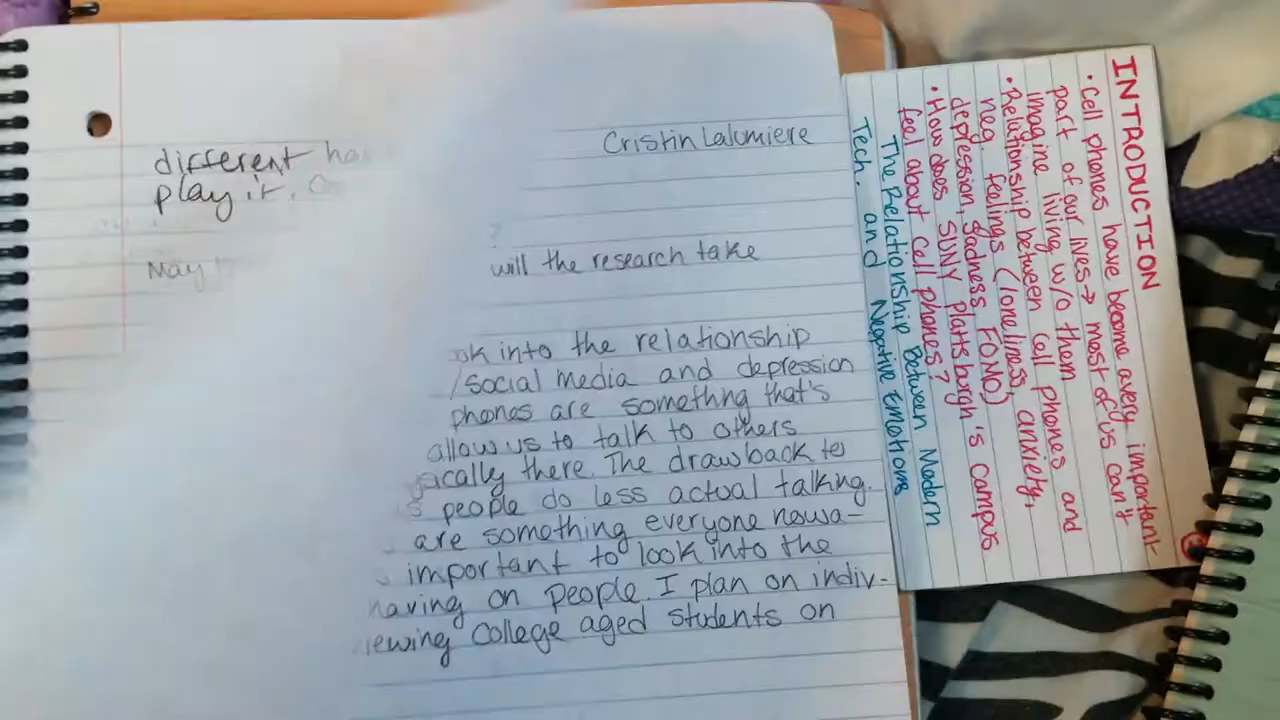 different
play it.
May
Cristin Lalumiere
?
will the research take
into the relationship
/social media and depression
phones are something that's
allow us to talk to others
there. The drawback to
people do less actual talking.
are something everyone nowa-
important to look into the
having on people. I plan on indiv-
College aged students on
INTRODUCTION
• Cell phones have become avery important
part of our lives → most of us can't
imagine living w/o them
• Relationship between cell phones and
neg. feelings (loneliness, anxiety,
depression, sadness FOMO)
• How does SUNY Plattsburgh's campus
feel about cell phones?
The Relationship Between Modern
Tech. and Negative Emotions